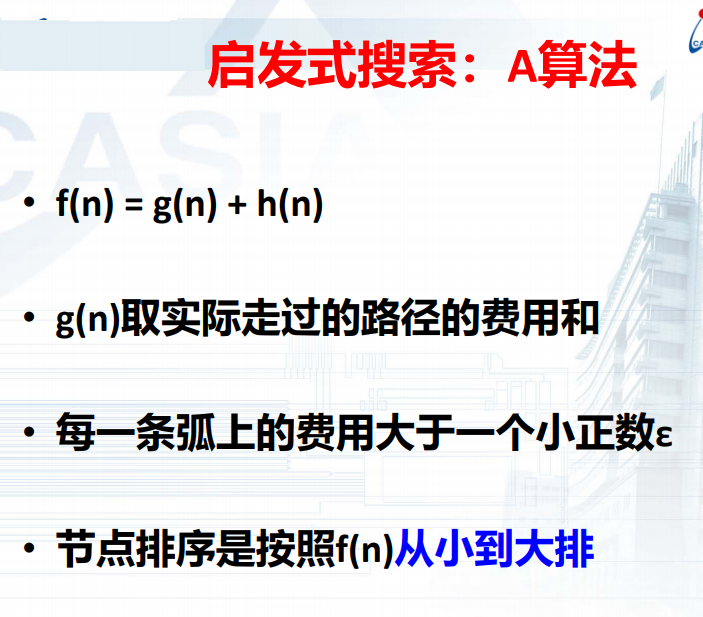 启发式搜索：A算法
• f(n) = g(n) + h(n)
• g(n)取实际走过的路径的费用和
• 每一条弧上的费用大于一个小正数ε
• 节点排序是按照f(n)从小到大排
CASIA